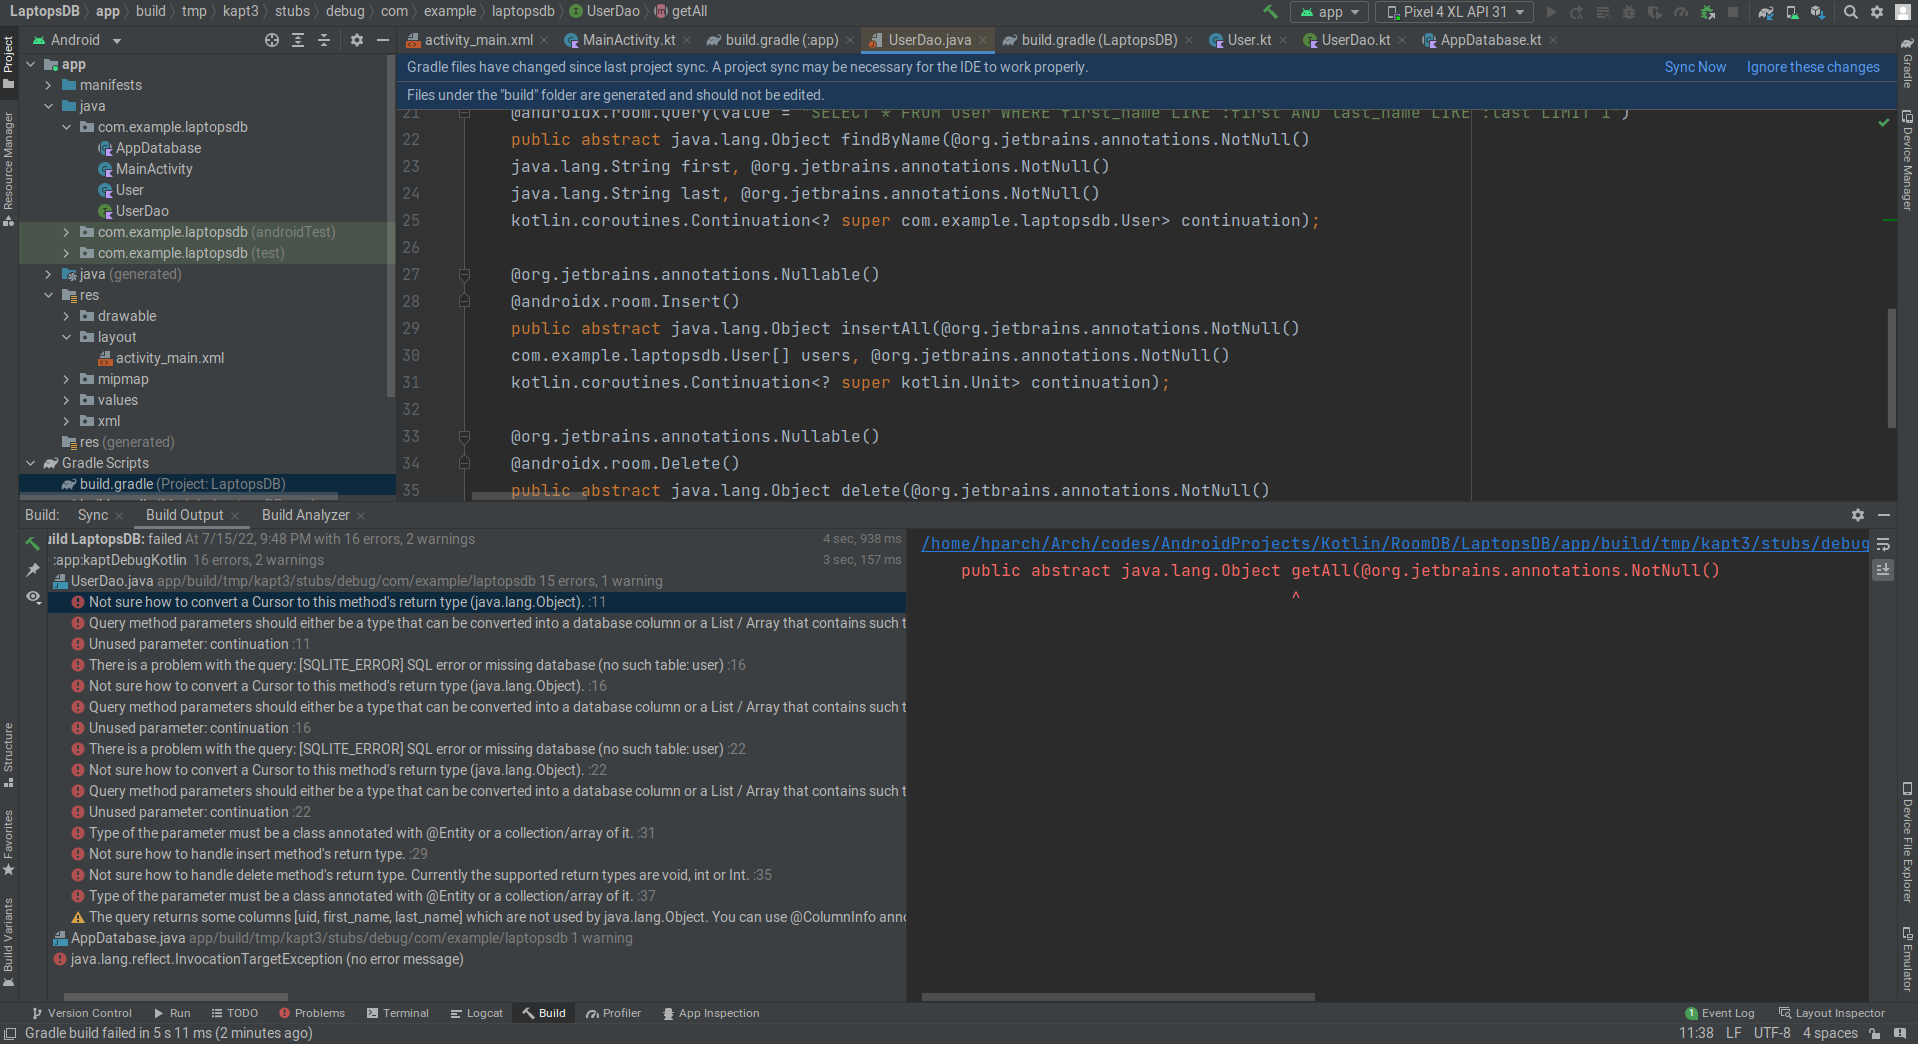 LaptopsDB app build tmp kapt3 stubs debug com example laptopsdb UserDao getAll
app Pixel 4 XL API 31
Android
activity_main.xml MainActivity.kt build.gradle (:app) UserDao.java build.gradle (LaptopsDB) User.kt UserDao.kt AppDatabase.kt
Project
Resource Manager
Structure
Favorites
Build Variants
app
manifests
java
com.example.laptopsdb
AppDatabase
MainActivity
User
UserDao
com.example.laptopsdb (androidTest)
com.example.laptopsdb (test)
java (generated)
res
drawable
layout
activity_main.xml
mipmap
values
xml
res (generated)
Gradle Scripts
build.gradle (Project: LaptopsDB)
Gradle files have changed since last project sync. A project sync may be necessary for the IDE to work properly. Sync Now Ignore these changes
Files under the "build" folder are generated and should not be edited.
21 @androidx.room.Query(value = "SELECT * FROM user WHERE first_name LIKE :first AND last_name LIKE :last LIMIT 1")
22 public abstract java.lang.Object findByName(@org.jetbrains.annotations.NotNull()
23 java.lang.String first, @org.jetbrains.annotations.NotNull()
24 java.lang.String last, @org.jetbrains.annotations.NotNull()
25 kotlin.coroutines.Continuation<? super com.example.laptopsdb.User> continuation);
26
27 @org.jetbrains.annotations.Nullable()
28 @androidx.room.Insert()
29 public abstract java.lang.Object insertAll(@org.jetbrains.annotations.NotNull()
30 com.example.laptopsdb.User[] users, @org.jetbrains.annotations.NotNull()
31 kotlin.coroutines.Continuation<? super kotlin.Unit> continuation);
32
33 @org.jetbrains.annotations.Nullable()
34 @androidx.room.Delete()
35 public abstract java.lang.Object delete(@org.jetbrains.annotations.NotNull()
Gradle
Device Manager
Device File Explorer
Emulator
Build: Sync Build Output Build Analyzer
uild LaptopsDB: failed At 7/15/22, 9:48 PM with 16 errors, 2 warnings 4 sec, 938 ms
:app:kaptDebugKotlin 16 errors, 2 warnings 3 sec, 157 ms
UserDao.java app/build/tmp/kapt3/stubs/debug/com/example/laptopsdb 15 errors, 1 warning
Not sure how to convert a Cursor to this method's return type (java.lang.Object). :11
Query method parameters should either be a type that can be converted into a database column or a List / Array that contains such t
Unused parameter: continuation :11
There is a problem with the query: [SQLITE_ERROR] SQL error or missing database (no such table: user) :16
Not sure how to convert a Cursor to this method's return type (java.lang.Object). :16
Query method parameters should either be a type that can be converted into a database column or a List / Array that contains such t
Unused parameter: continuation :16
There is a problem with the query: [SQLITE_ERROR] SQL error or missing database (no such table: user) :22
Not sure how to convert a Cursor to this method's return type (java.lang.Object). :22
Query method parameters should either be a type that can be converted into a database column or a List / Array that contains such t
Unused parameter: continuation :22
Type of the parameter must be a class annotated with @Entity or a collection/array of it. :31
Not sure how to handle insert method's return type. :29
Not sure how to handle delete method's return type. Currently the supported return types are void, int or Int. :35
Type of the parameter must be a class annotated with @Entity or a collection/array of it. :37
The query returns some columns [uid, first_name, last_name] which are not used by java.lang.Object. You can use @ColumnInfo anno
AppDatabase.java app/build/tmp/kapt3/stubs/debug/com/example/laptopsdb 1 warning
java.lang.reflect.InvocationTargetException (no error message)
/home/hparch/Arch/codes/AndroidProjects/Kotlin/RoomDB/LaptopsDB/app/build/tmp/kapt3/stubs/debug
public abstract java.lang.Object getAll(@org.jetbrains.annotations.NotNull()
^
Version Control Run TODO Problems Terminal Logcat Build Profiler App Inspection 1 Event Log Layout Inspector
Gradle build failed in 5 s 11 ms (2 minutes ago) 11:38 LF UTF-8 4 spaces